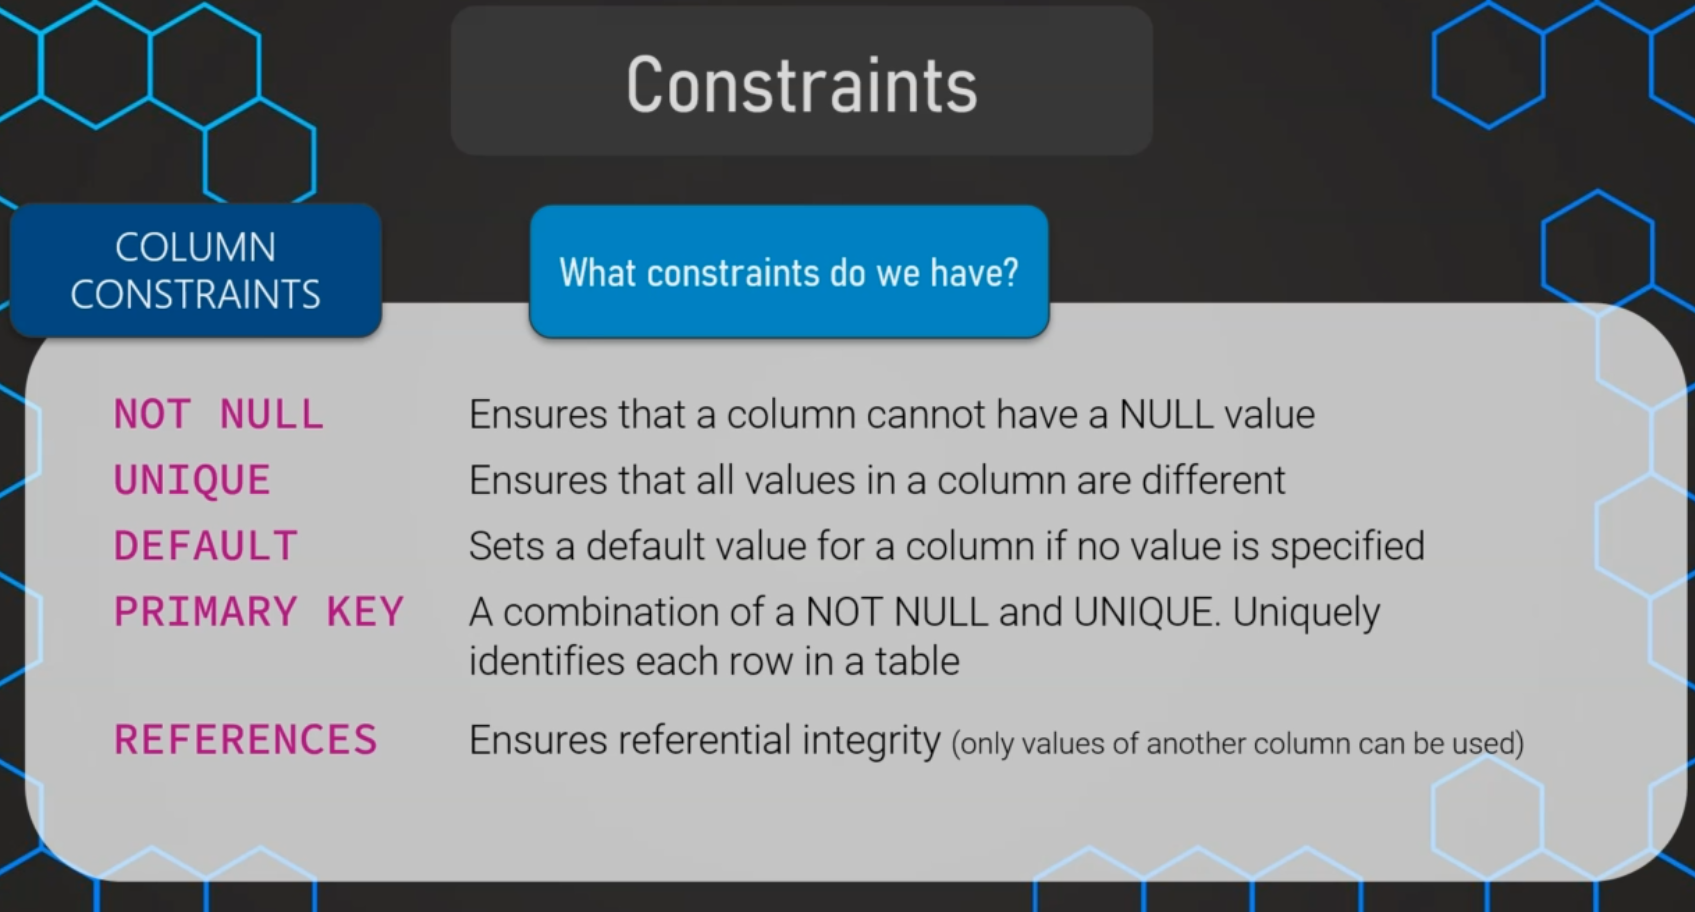 Constraints
COLUMN
CONSTRAINTS
What constraints do we have?
NOT NULL Ensures that a column cannot have a NULL value
UNIQUE Ensures that all values in a column are different
DEFAULT Sets a default value for a column if no value is specified
PRIMARY KEY A combination of a NOT NULL and UNIQUE. Uniquely
identifies each row in a table
REFERENCES Ensures referential integrity (only values of another column can be used)